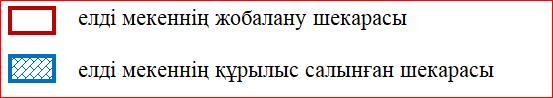 елді мекеннің жобалану шекарасы
елді мекеннің құрылыс салынған шекарасы